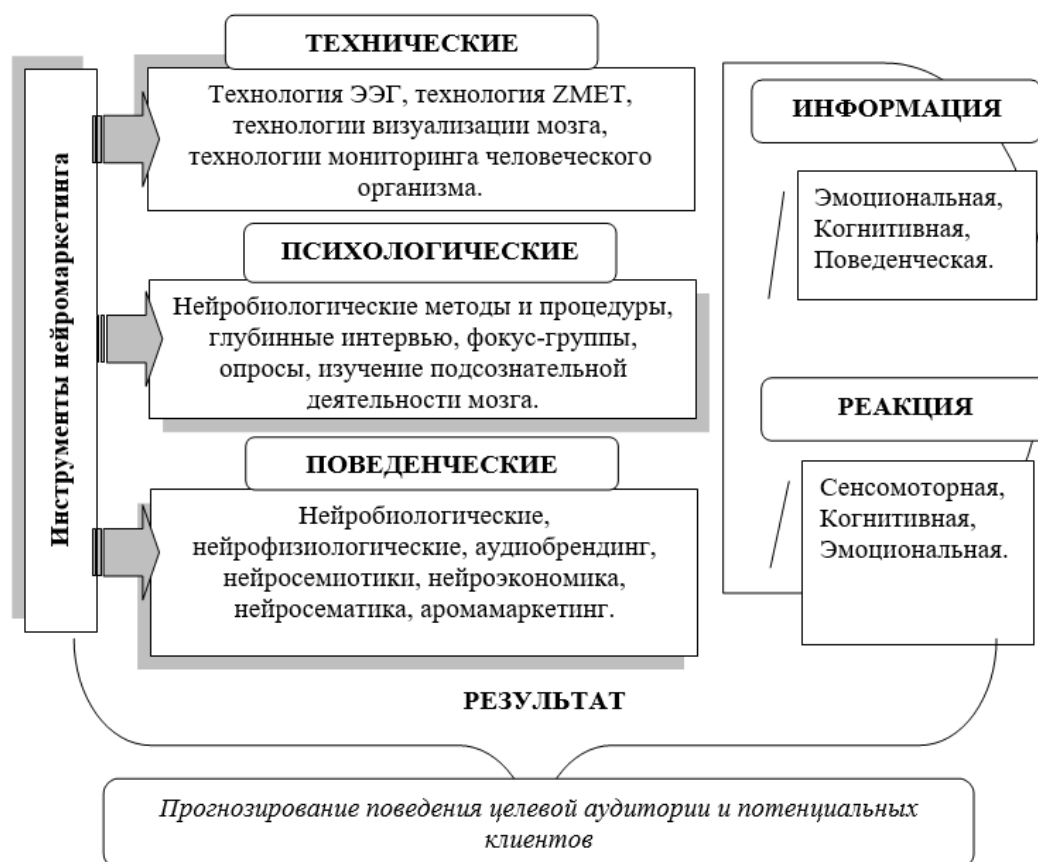 Инструменты нейромаркетинга
ТЕХНИЧЕСКИЕ
Технология ЭЭГ, технология ZMET,
технологии визуализации мозга,
технологии мониторинга человеческого
организма.
ПСИХОЛОГИЧЕСКИЕ
Нейробиологические методы и процедуры,
глубинные интервью, фокус-группы,
опросы, изучение подсознательной
деятельности мозга.
ПОВЕДЕНЧЕСКИЕ
Нейробиологические,
нейрофизиологические, аудиобрендинг,
нейросемиотики, нейроэкономика,
нейросематика, аромамаркетинг.
ИНФОРМАЦИЯ
Эмоциональная,
Когнитивная,
Поведенческая.
РЕАКЦИЯ
Сенсомоторная,
Когнитивная,
Эмоциональная.
РЕЗУЛЬТАТ
Прогнозирование поведения целевой аудитории и потенциальных
клиентов